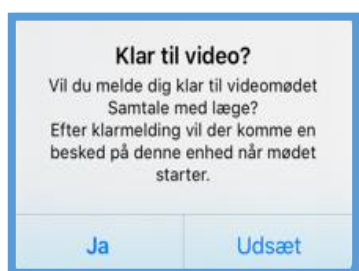 Klar til video?
Vil du melde dig klar til videomødet
Samtale med læge?
Efter klarmelding vil der komme en
besked på denne enhed når mødet
starter.
Ja
Udsæt